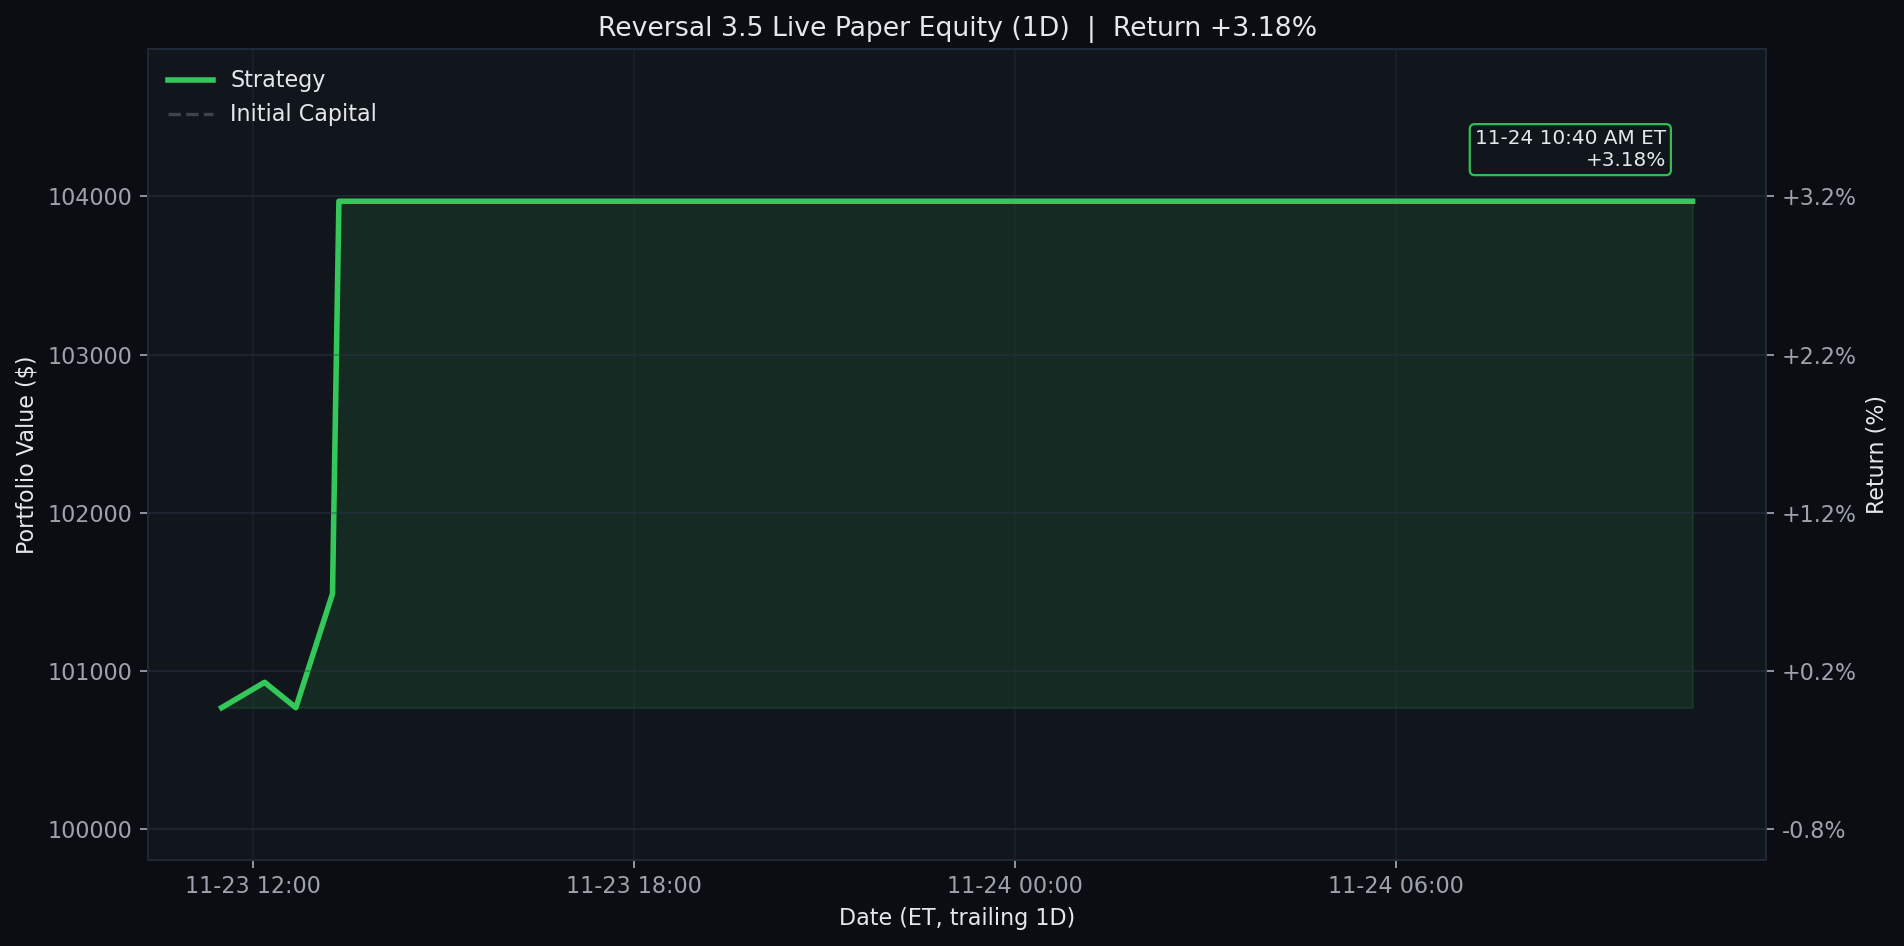 Reversal 3.5 Live Paper Equity (1D)  |  Return +3.18%
Strategy
Initial Capital
11-24 10:40 AM ET
+3.18%
Portfolio Value ($)
104000
103000
102000
101000
100000
+3.2%
+2.2%
+1.2%
+0.2%
-0.8%
Return (%)
11-23 12:00
11-23 18:00
11-24 00:00
11-24 06:00
Date (ET, trailing 1D)